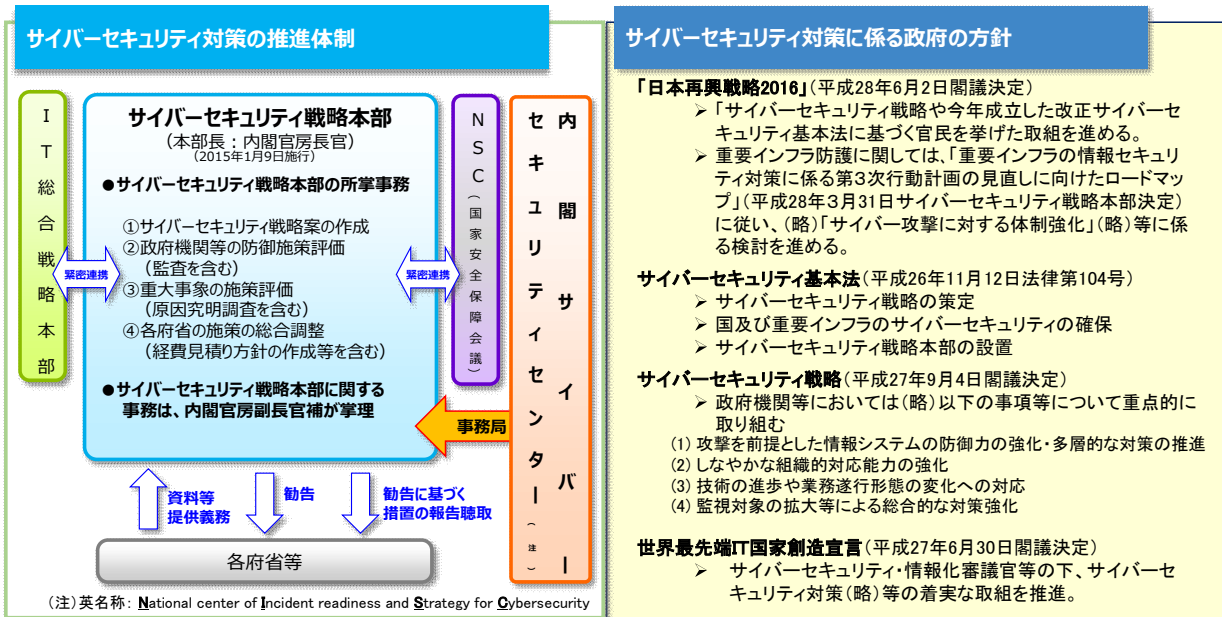 サイバーセキュリティ対策の推進体制
IT総合戦略本部
緊密連携
サイバーセキュリティ戦略本部
（本部長：内閣官房長官）
（2015年1月9日施行）
●サイバーセキュリティ戦略本部の所掌事務
①サイバーセキュリティ戦略案の作成
②政府機関等の防御施策評価
（監査を含む）
③重大事象の施策評価
（原因究明調査を含む）
④各府省の施策の総合調整
（経費見積り方針の作成等を含む）
●サイバーセキュリティ戦略本部に関する
事務は、内閣官房副長官補が掌理
緊密連携
NSC（国家安全保障会議）
内閣サイバー
セキュリティセンター（注）
事務局
資料等
提供義務
勧告
勧告に基づく
措置の報告聴取
各府省等
（注）英名称： National center of Incident readiness and Strategy for Cybersecurity
サイバーセキュリティ対策に係る政府の方針
「日本再興戦略2016」（平成28年6月2日閣議決定）
➢ 「サイバーセキュリティ戦略や今年成立した改正サイバーセ
キュリティ基本法に基づく官民を挙げた取組を進める。
➢ 重要インフラ防護に関しては、「重要インフラの情報セキュリ
ティ対策に係る第３次行動計画の見直しに向けたロードマッ
プ」（平成28年３月31日サイバーセキュリティ戦略本部決定）
に従い、（略）「サイバー攻撃に対する体制強化」（略）等に係
る検討を進める。
サイバーセキュリティ基本法（平成26年11月12日法律第104号）
➢ サイバーセキュリティ戦略の策定
➢ 国及び重要インフラのサイバーセキュリティの確保
➢ サイバーセキュリティ戦略本部の設置
サイバーセキュリティ戦略（平成27年9月4日閣議決定）
➢ 政府機関等においては（略）以下の事項等について重点的に
取り組む
(1) 攻撃を前提とした情報システムの防御力の強化・多層的な対策の推進
(2) しなやかな組織的対応能力の強化
(3) 技術の進歩や業務遂行形態の変化への対応
(4) 監視対象の拡大等による総合的な対策強化
世界最先端IT国家創造宣言（平成27年6月30日閣議決定）
➢ サイバーセキュリティ・情報化審議官等の下、サイバーセ
キュリティ対策（略）等の着実な取組を推進。